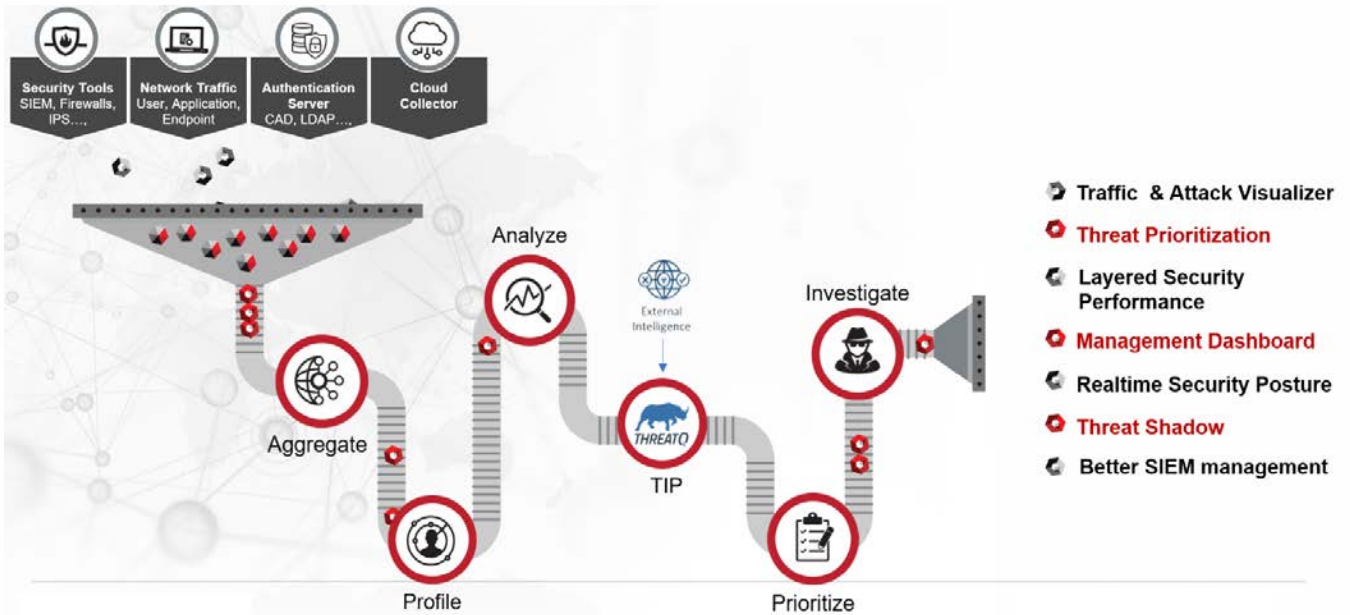 Security Tools
SIEM, Firewalls,
IPS...,
Network Traffic
User, Application,
Endpoint
Authentication
Server
CAD, LDAP...,
Cloud
Collector
Analyze
External
Intelligence
Investigate
Aggregate
THREATQ
TIP
Profile
Prioritize
Traffic & Attack Visualizer
Threat Prioritization
Layered Security
Performance
Management Dashboard
Realtime Security Posture
Threat Shadow
Better SIEM management